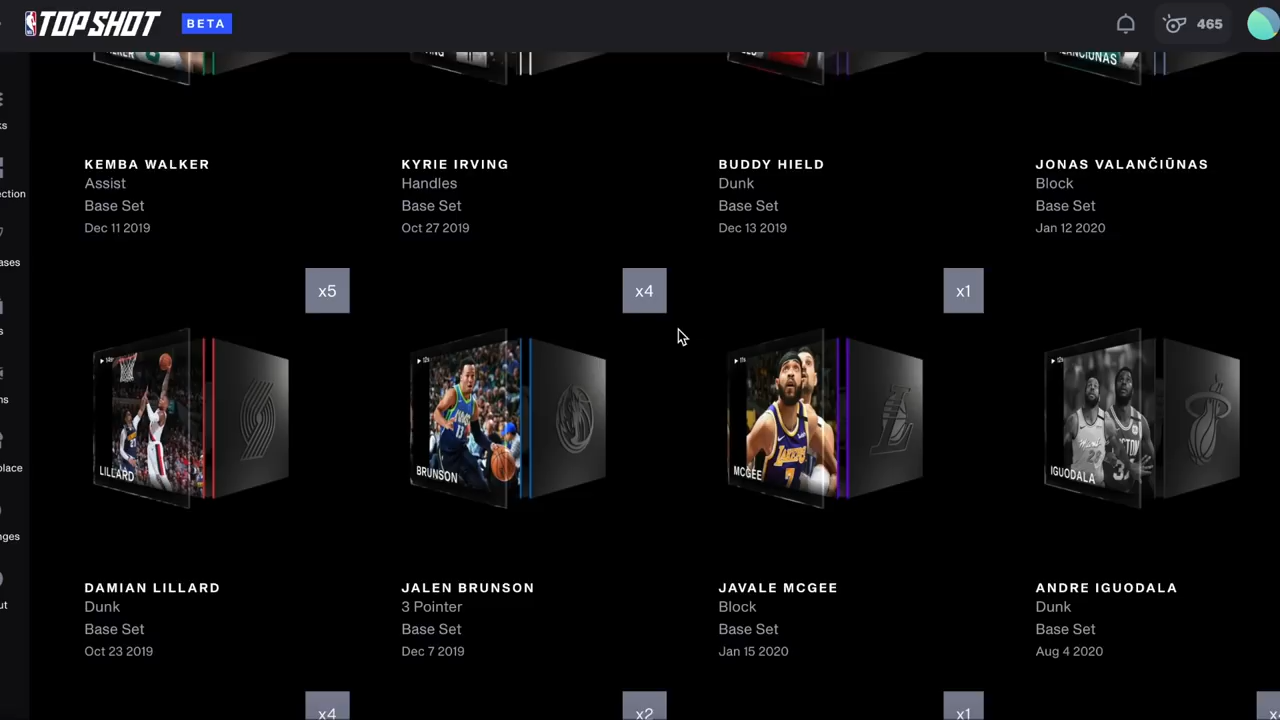 TOP SHOT BETA 465
KEMBA WALKER
Assist
Base Set
Dec 11 2019
KYRIE IRVING
Handles
Base Set
Oct 27 2019
BUDDY HIELD
Dunk
Base Set
Dec 13 2019
JONAS VALANČIŪNAS
Block
Base Set
Jan 12 2020
x5
LILLARD
DAMIAN LILLARD
Dunk
Base Set
Oct 23 2019
x4
BRUNSON
JALEN BRUNSON
3 Pointer
Base Set
Dec 7 2019
x1
MCGEE
JAVALE MCGEE
Block
Base Set
Jan 15 2020
IGUODALA
ANDRE IGUODALA
Dunk
Base Set
Aug 4 2020
x4
x2
x1